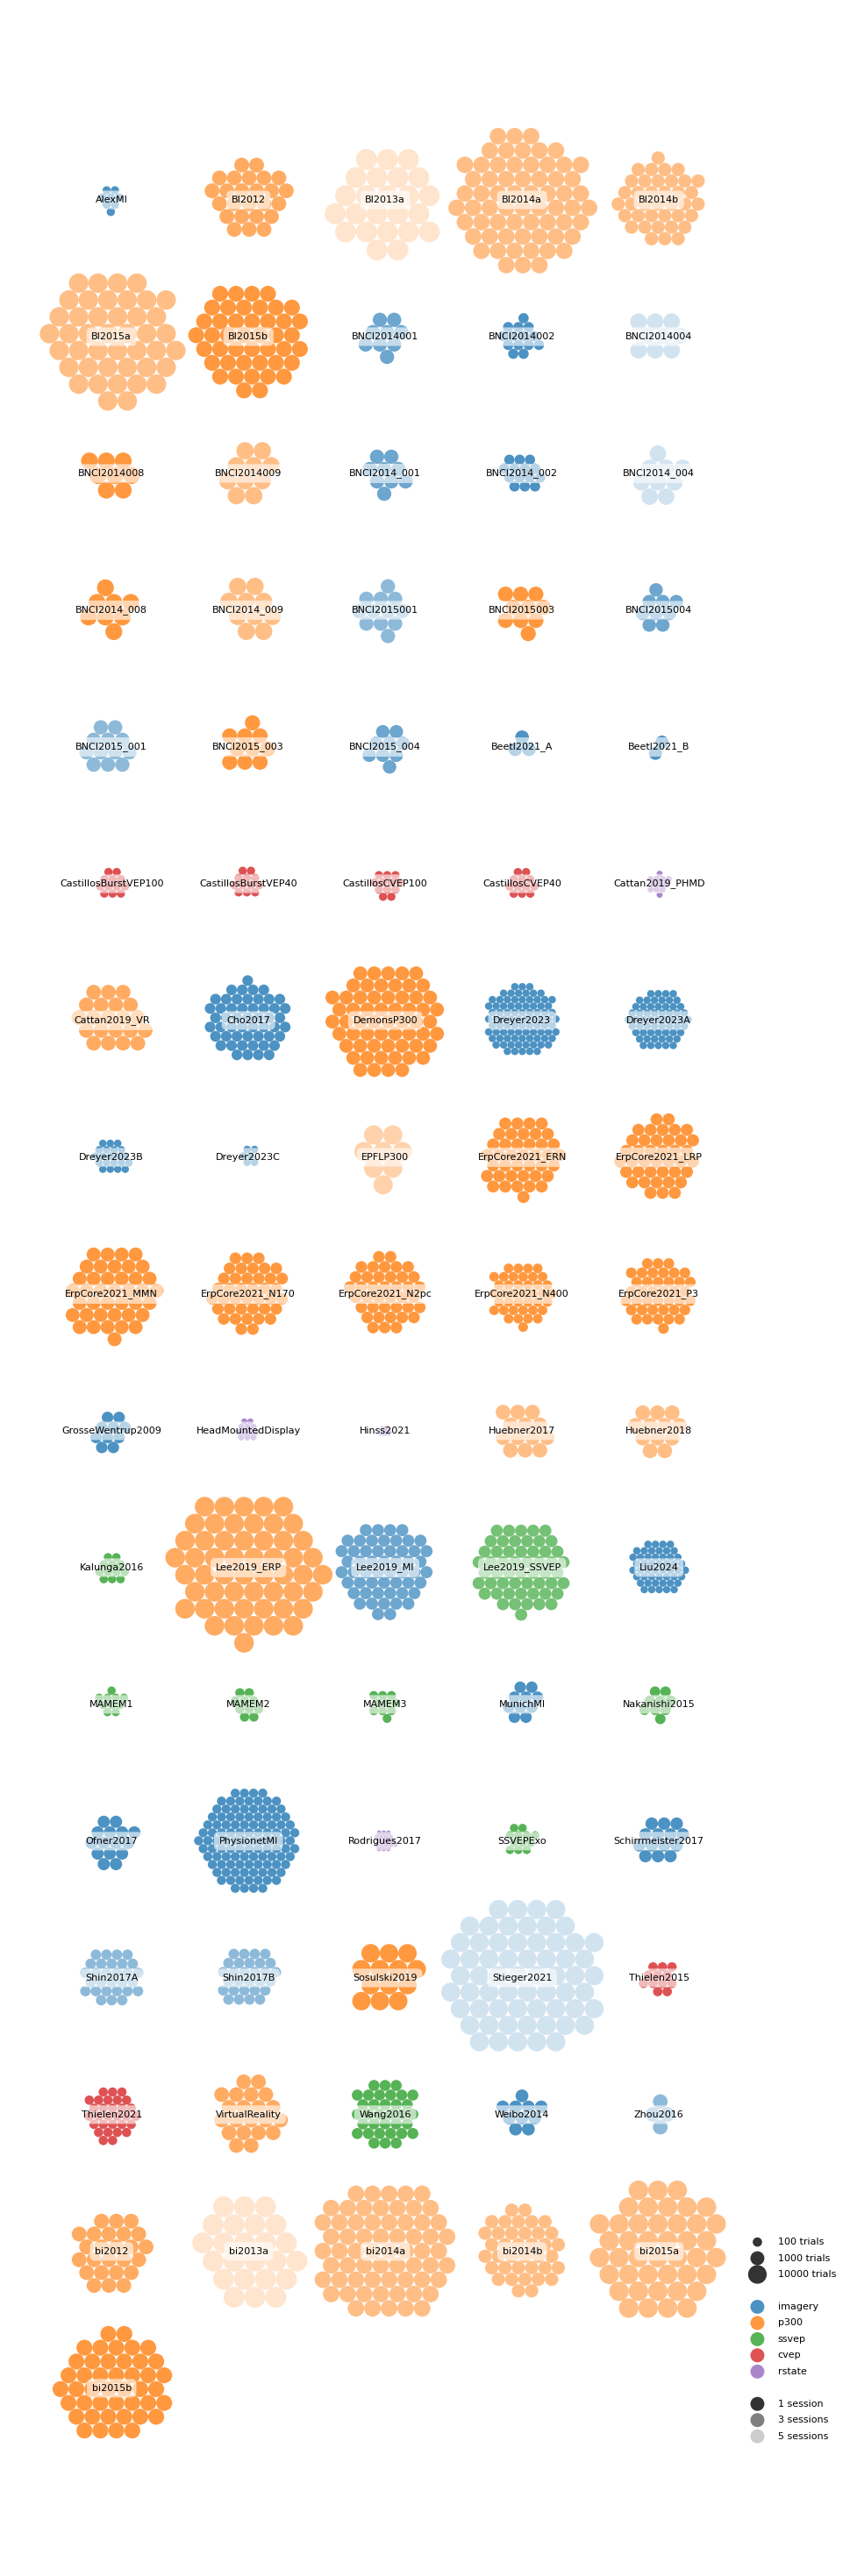 AlexMI
BI2012
BI2013a
BI2014a
BI2014b
BI2015a
BI2015b
BNCI2014001
BNCI2014002
BNCI2014004
BNCI2014008
BNCI2014009
BNCI2014_001
BNCI2014_002
BNCI2014_004
BNCI2014_008
BNCI2014_009
BNCI2015001
BNCI2015003
BNCI2015004
BNCI2015_001
BNCI2015_003
BNCI2015_004
Beetl2021_A
Beetl2021_B
CastillosBurstVEP100
CastillosBurstVEP40
CastillosCVEP100
CastillosCVEP40
Cattan2019_PHMD
Cattan2019_VR
Cho2017
DemonsP300
Dreyer2023
Dreyer2023A
Dreyer2023B
Dreyer2023C
EPFLP300
ErpCore2021_ERN
ErpCore2021_LRP
ErpCore2021_MMN
ErpCore2021_N170
ErpCore2021_N2pc
ErpCore2021_N400
ErpCore2021_P3
GrosseWentrup2009
HeadMountedDisplay
Hinss2021
Huebner2017
Huebner2018
Kalunga2016
Lee2019_ERP
Lee2019_MI
Lee2019_SSVEP
Liu2024
MAMEM1
MAMEM2
MAMEM3
MunichMI
Nakanishi2015
Ofner2017
PhysionetMI
Rodrigues2017
SSVEPExo
Schirrmeister2017
Shin2017A
Shin2017B
Sosulski2019
Stieger2021
Thielen2015
Thielen2021
VirtualReality
Wang2016
Weibo2014
Zhou2016
bi2012
bi2013a
bi2014a
bi2014b
bi2015a
bi2015b
100 trials
1000 trials
10000 trials
imagery
p300
ssvep
cvep
rstate
1 session
3 sessions
5 sessions